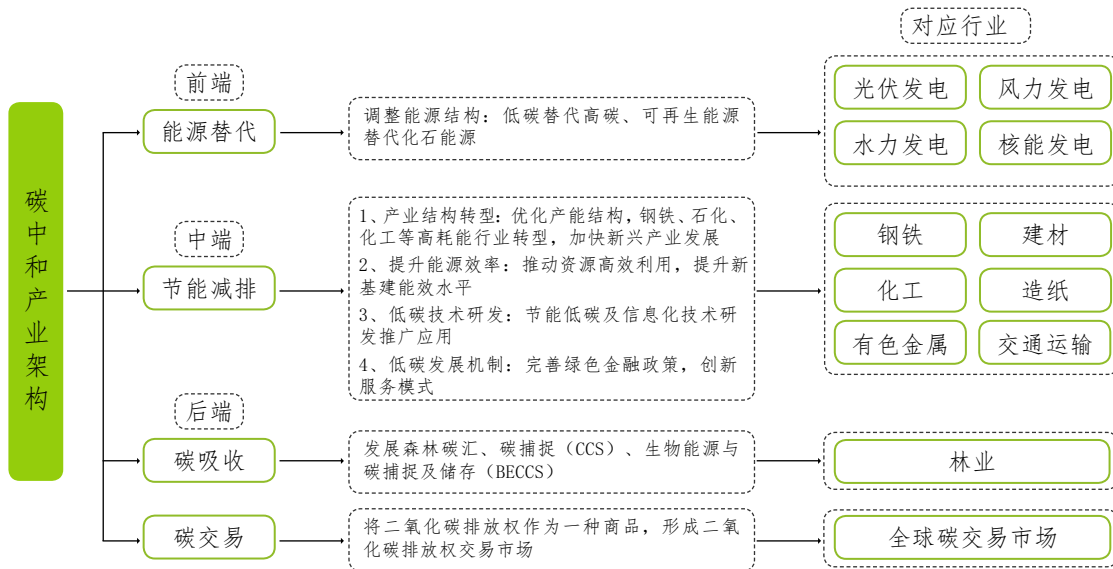 碳中和产业架构
对应行业
前端
能源替代
调整能源结构：低碳替代高碳、可再生能源
替代化石能源
光伏发电
风力发电
水力发电
核能发电
中端
节能减排
1、产业结构转型：优化产能结构，钢铁、石化、
化工等高耗能行业转型，加快新兴产业发展
2、提升能源效率：推动资源高效利用，提升新
基建能效水平
3、低碳技术研发：节能低碳及信息化技术研
发推广应用
4、低碳发展机制：完善绿色金融政策，创新
服务模式
钢铁
建材
化工
造纸
有色金属
交通运输
后端
碳吸收
发展森林碳汇、碳捕捉（CCS）、生物能源与
碳捕捉及储存（BECCS）
林业
碳交易
将二氧化碳排放权作为一种商品，形成二氧
化碳排放权交易市场
全球碳交易市场